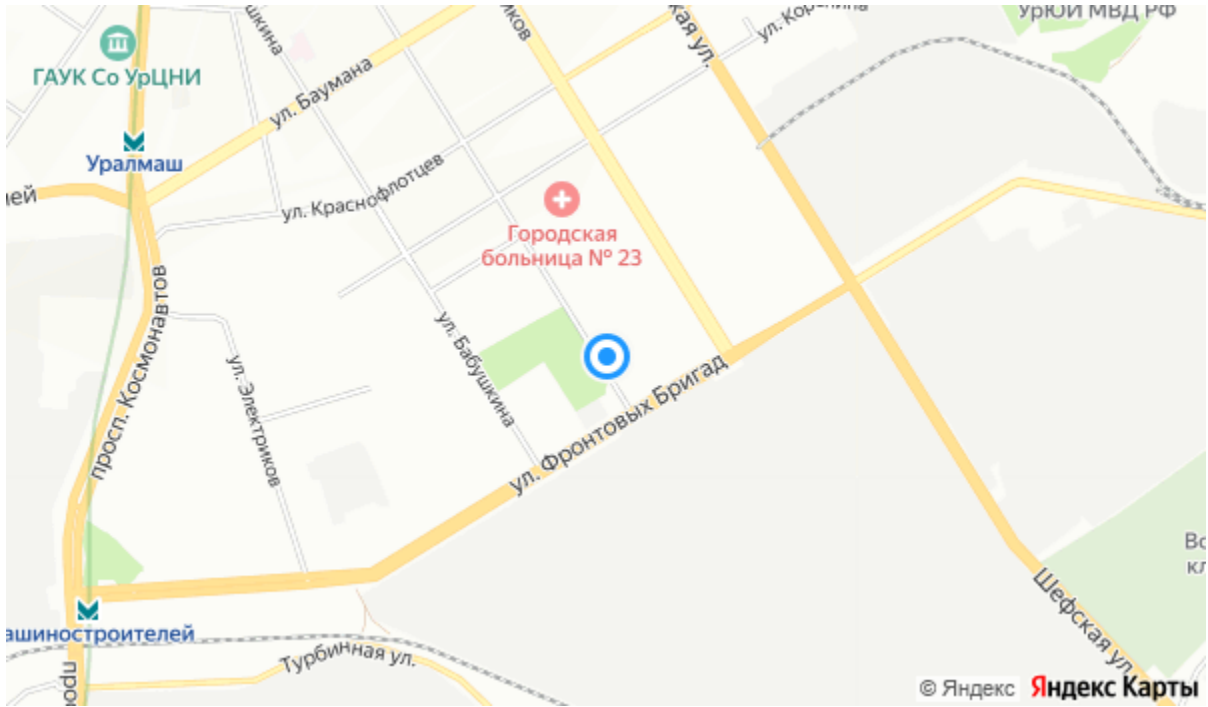 УрЮИ МВД РФ
ГАУК Со УрЦНИ
ул. Баумана
Уралмаш
ул. Краснофлотцев
Городская
больница № 23
просп. Космонавтов
ул. Электриков
ул. Бабушкина
ул. Фронтовых Бригад
Шефская ул.
Турбинная ул.
© Яндекс Яндекс Карты